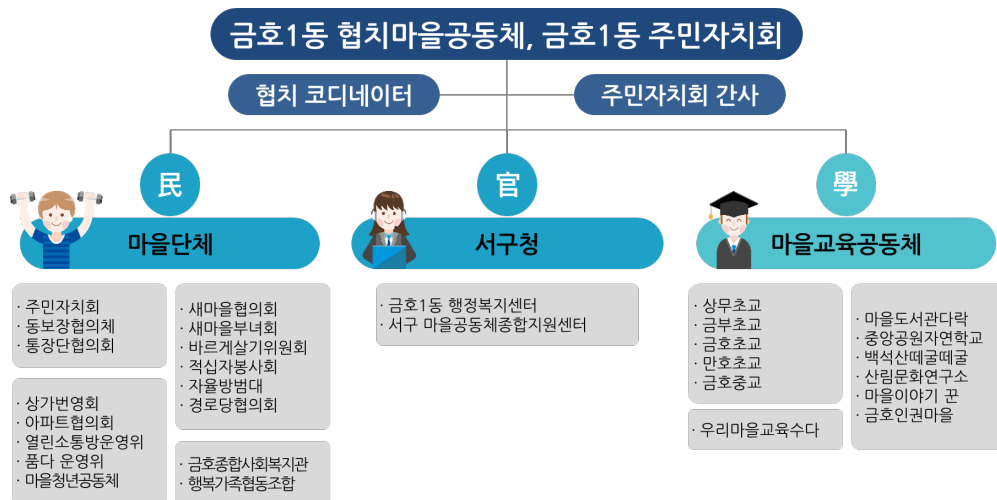 금호1동 협치마을공동체, 금호1동 주민자치회
협치 코디네이터
주민자치회 간사
民
마을단체
· 주민자치회
· 동보장협의체
· 통장단협의회
· 상가번영회
· 아파트협의회
· 열린소통방운영위
· 품다 운영위
· 마을청년공동체
· 새마을협의회
· 새마을부녀회
· 바르게살기위원회
· 적십자봉사회
· 자율방범대
· 경로당협의회
· 금호종합사회복지관
· 행복가족협동조합
官
서구청
· 금호1동 행정복지센터
· 서구 마을공동체종합지원센터
學
마을교육공동체
· 상무초교
· 금부초교
· 금호초교
· 만호초교
· 금호중교
· 우리마을교육수다
· 마을도서관다락
· 중앙공원자연학교
· 백석산떼굴떼굴
· 산림문화연구소
· 마을이야기 꾼
· 금호인권마을